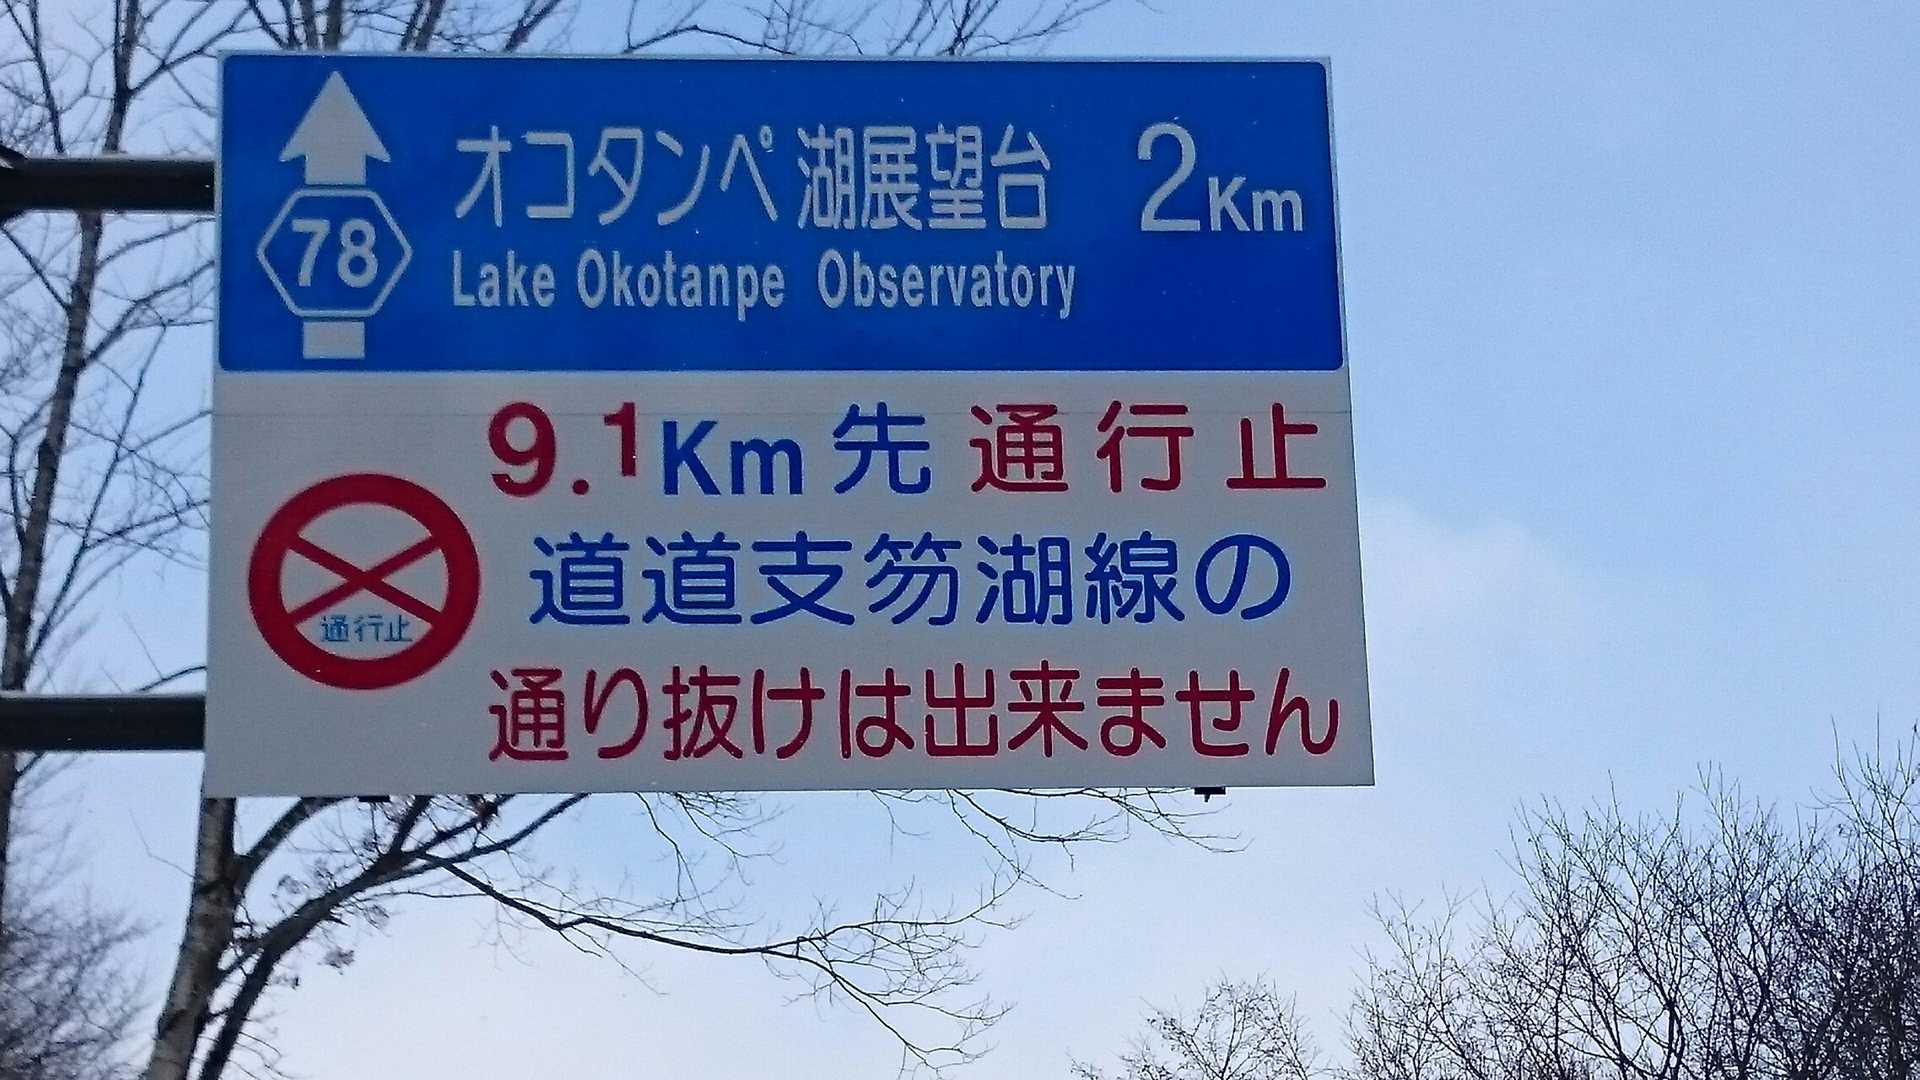 オコタンペ湖展望台 2Km
78
Lake Okotanpe Observatory
9.1Km先 通行止
道道支笏湖線の
通行止
通り抜けは出来ません